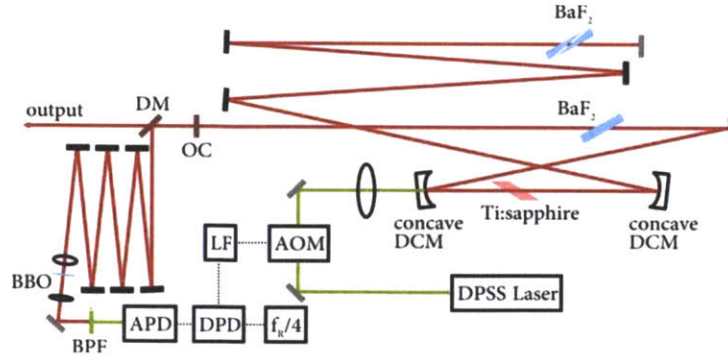 BaF₂
output
DM
BaF₂
OC
concave
DCM
Ti:sapphire
concave
DCM
LF
AOM
BBO
DPSS Laser
APD
DPD
f_R/4
BPF